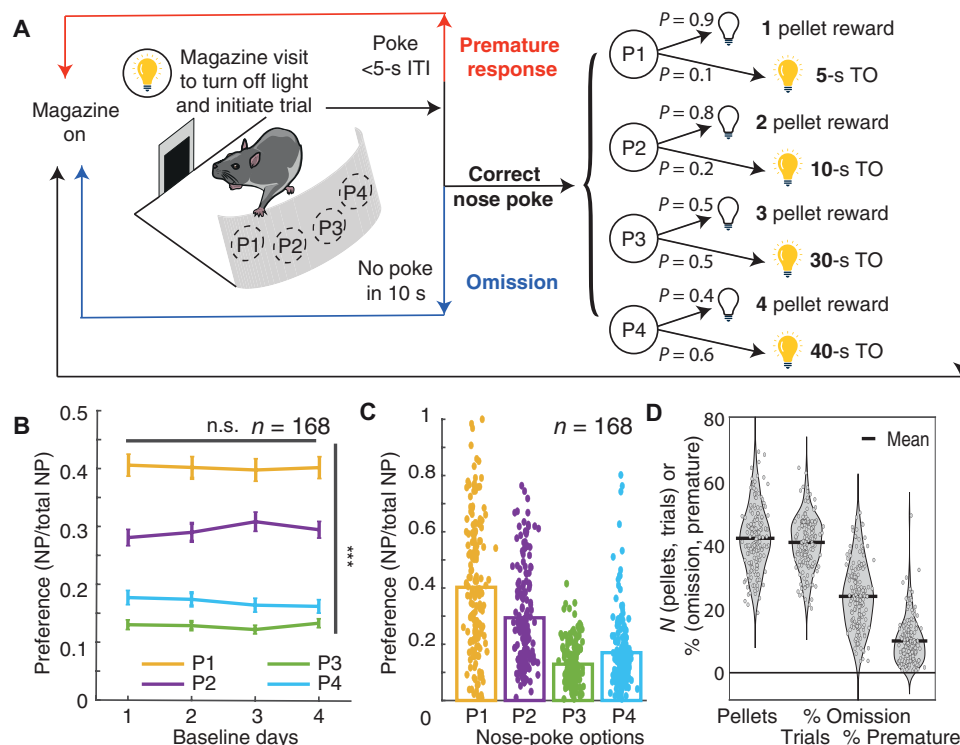 A
Magazine visit
to turn off light
and initiate trial
Magazine
on
Poke
<5-s ITI
Premature
response
Correct
nose poke
No poke
in 10 s
Omission
P1
P2
P3
P4
P1
P = 0.9
1 pellet reward
P = 0.1
5-s TO
P2
P = 0.8
2 pellet reward
P = 0.2
10-s TO
P3
P = 0.5
3 pellet reward
P = 0.5
30-s TO
P4
P = 0.4
4 pellet reward
P = 0.6
40-s TO
B
n.s. n = 168
***
Preference (NP/total NP)
0.5
0.4
0.3
0.2
0.1
0
P1
P2
P3
P4
1 2 3 4
Baseline days
C
n = 168
Preference (NP/total NP)
1
0.8
0.6
0.4
0.2
0
P1 P2 P3 P4
Nose-poke options
D
Mean
N (pellets, trials) or
% (omission, premature)
80
60
40
20
0
Pellets % Omission
Trials % Premature